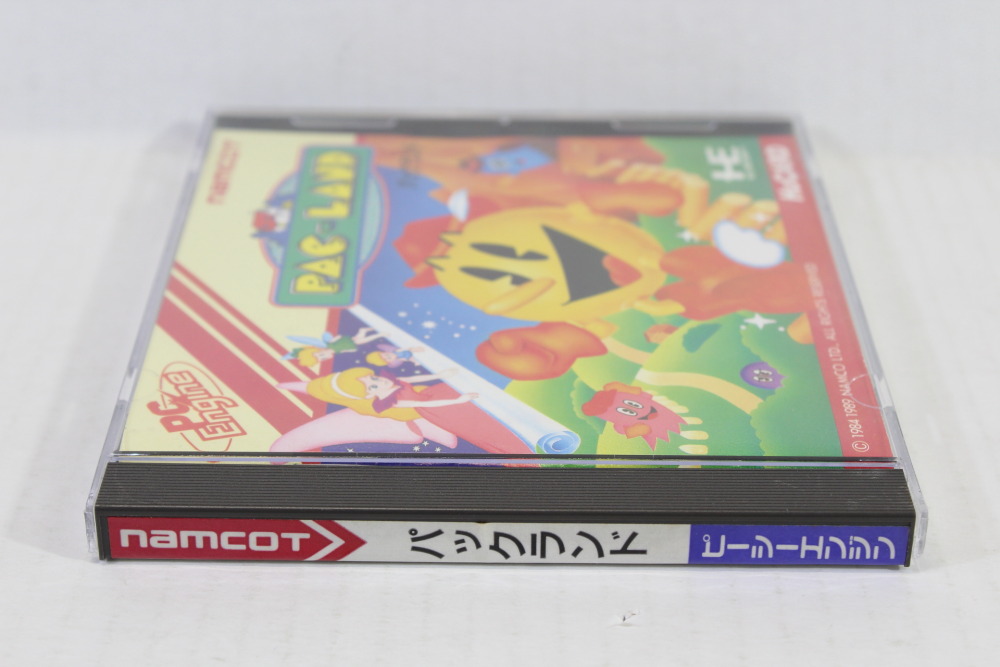 namcoT
PAC-LAND
HE
HuCARD
PC Engine
© 1984 1989 NAMCO LTD., ALL RIGHTS RESERVED
namcoT
パックランド
ピーシーエンジン